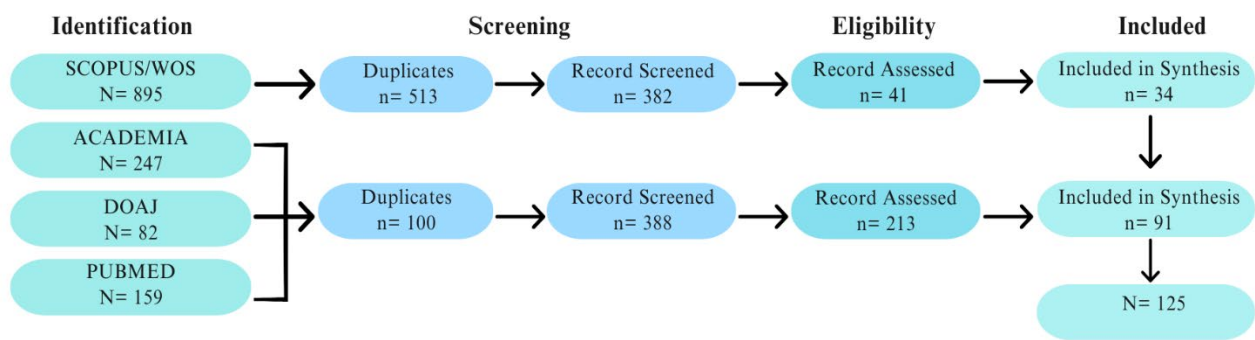 Identification
Screening
Eligibility
Included
SCOPUS/WOS
N= 895
Duplicates
n= 513
Record Screened
n= 382
Record Assessed
n= 41
Included in Synthesis
n= 34
ACADEMIA
N= 247
DOAJ
N= 82
PUBMED
N= 159
Duplicates
n= 100
Record Screened
n= 388
Record Assessed
n= 213
Included in Synthesis
n= 91
N= 125